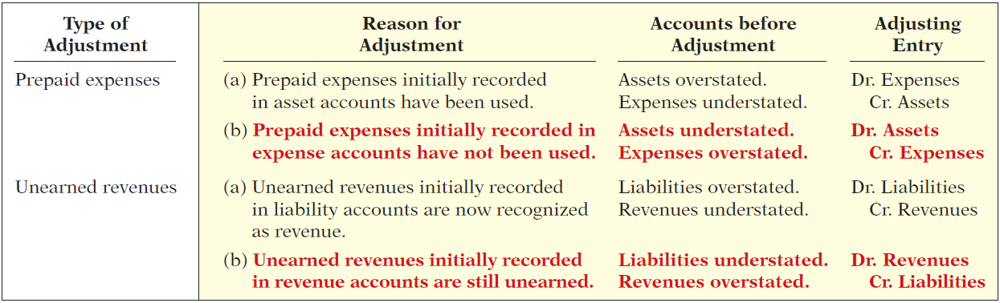 Type of Adjustment
Reason for Adjustment
Accounts before Adjustment
Adjusting Entry
Prepaid expenses
(a) Prepaid expenses initially recorded
in asset accounts have been used.
Assets overstated.
Expenses understated.
Dr. Expenses
Cr. Assets
(b) Prepaid expenses initially recorded in
expense accounts have not been used.
Assets understated.
Expenses overstated.
Dr. Assets
Cr. Expenses
Unearned revenues
(a) Unearned revenues initially recorded
in liability accounts are now recognized
as revenue.
Liabilities overstated.
Revenues understated.
Dr. Liabilities
Cr. Revenues
(b) Unearned revenues initially recorded
in revenue accounts are still unearned.
Liabilities understated.
Revenues overstated.
Dr. Revenues
Cr. Liabilities